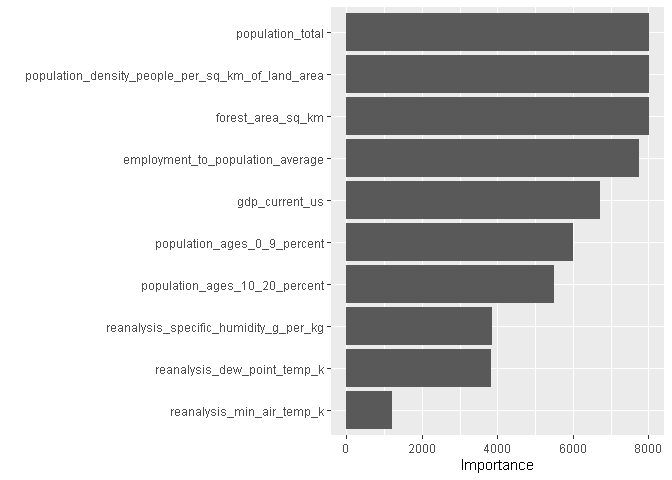 population_total
population_density_people_per_sq_km_of_land_area
forest_area_sq_km
employment_to_population_average
gdp_current_us
population_ages_0_9_percent
population_ages_10_20_percent
reanalysis_specific_humidity_g_per_kg
reanalysis_dew_point_temp_k
reanalysis_min_air_temp_k
0 2000 4000 6000 8000
Importance